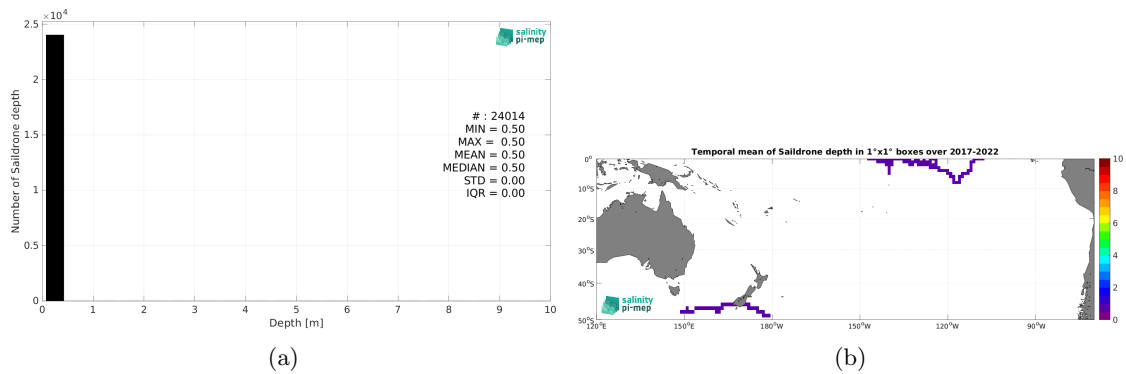 ×10⁴
2.5
2
1.5
1
0.5
0
Number of Saildrone depth
salinity
pi-mep
# : 24014
MIN = 0.50
MAX = 0.50
MEAN = 0.50
MEDIAN = 0.50
STD = 0.00
IQR = 0.00
0 1 2 3 4 5 6 7 8 9 10
Depth [m]
(a)
Temporal mean of Saildrone depth in 1°x1° boxes over 2017-2022
0°
10°S
20°S
30°S
40°S
50°S
120°E 150°E 180°W 150°W 120°W 90°W
salinity
pi-mep
10
8
6
4
2
0
(b)